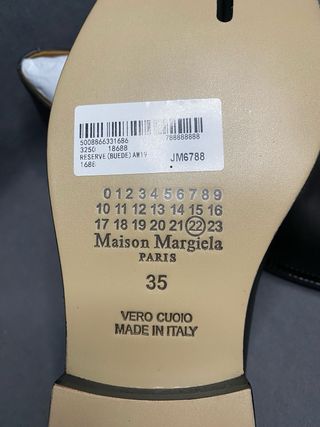 5008866331686
788888888
3250 18688
RESERVE(BUEDE)AW19
JM6788
1686
0 1 2 3 4 5 6 7 8 9
10 11 12 13 14 15 16
17 18 19 20 21 22 23
Maison Margiela
PARIS
35
VERO CUOIO
MADE IN ITALY